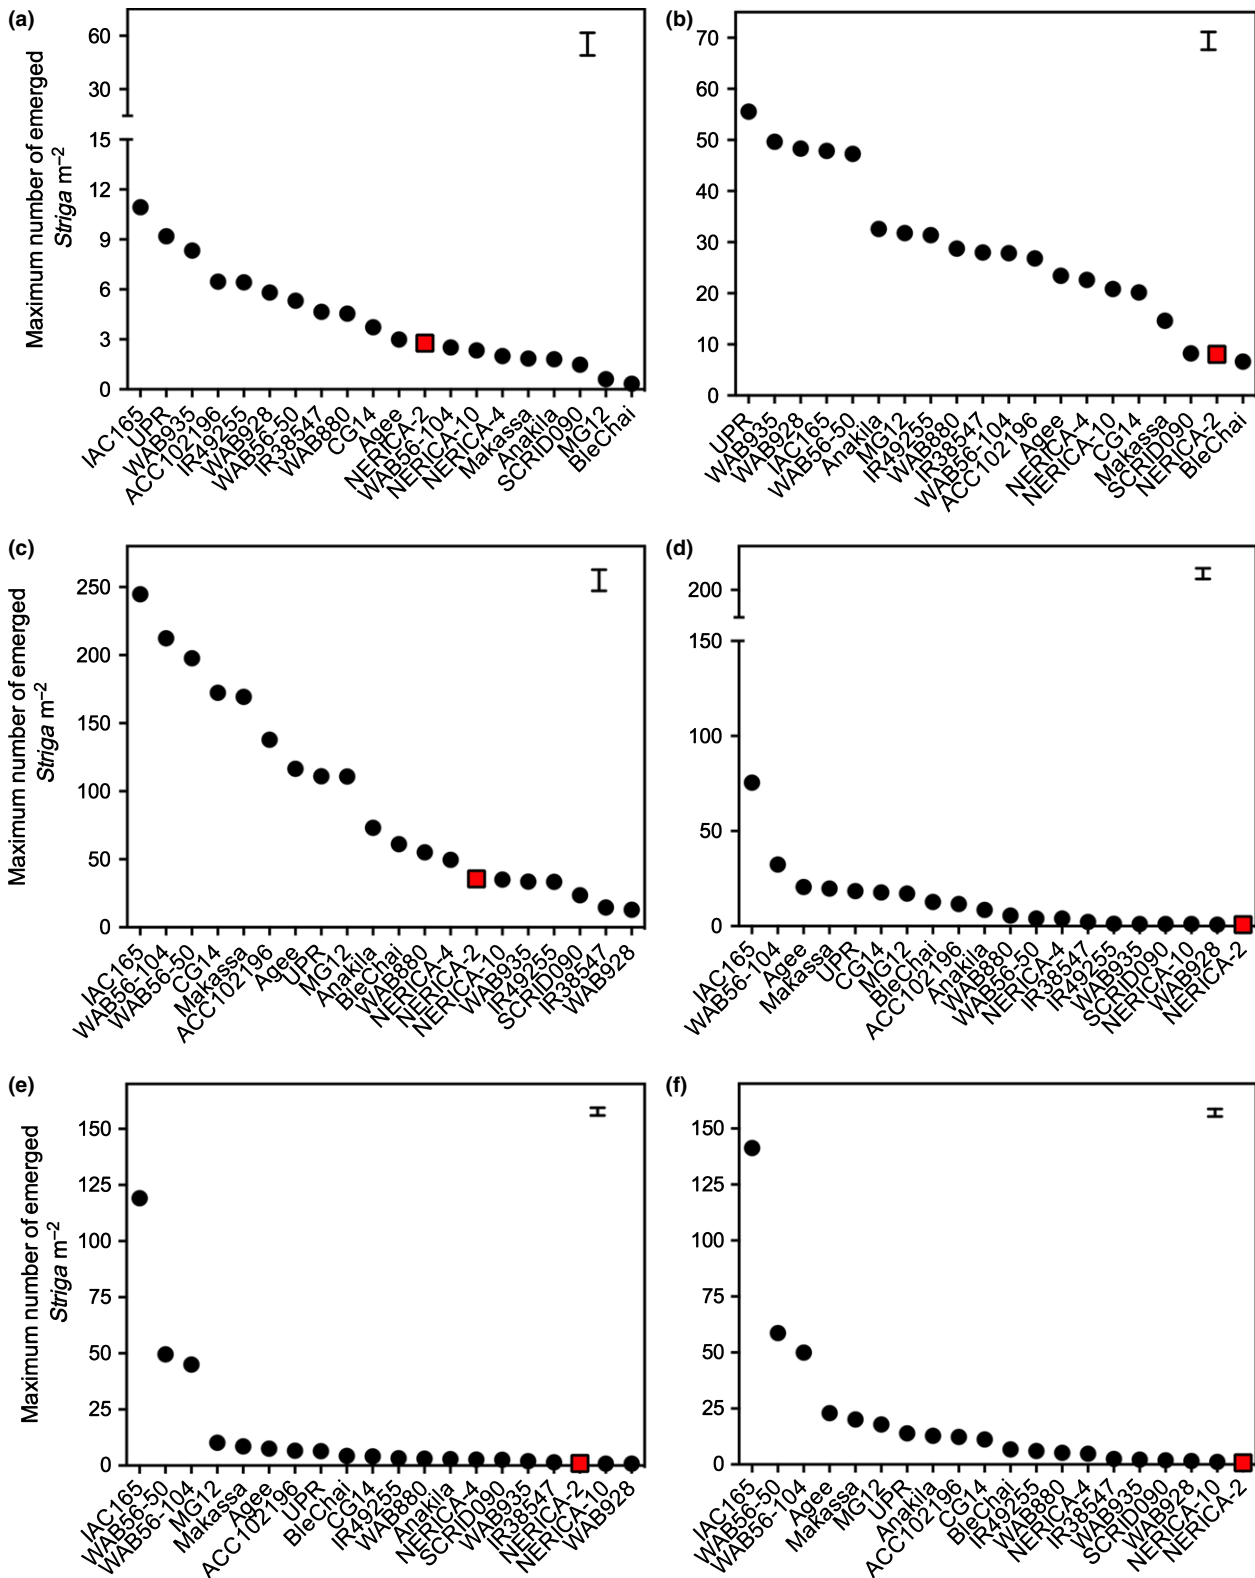 (a)
Maximum number of emerged
Striga m⁻²
60
30
15
12
9
6
3
0
IAC165
UPR
WAB935
ACC102196
IR49255
WAB928
WAB56-50
IR38547
WAB880
CG14
Agee
NERICA-2
WAB56-104
NERICA-10
NERICA-4
Makassa
Anakila
SCRID090
MG12
BleChai
(b)
70
60
50
40
30
20
10
0
UPR
WAB935
WAB928
IAC165
WAB56-50
Anakila
MG12
IR49255
WAB880
IR38547
WAB56-104
ACC102196
Agee
NERICA-4
NERICA-10
CG14
Makassa
SCRID090
NERICA-2
BleChai
(c)
Maximum number of emerged
Striga m⁻²
250
200
150
100
50
0
IAC165
WAB56-104
WAB56-50
CG14
Makassa
ACC102196
Agee
UPR
MG12
Anakila
BleChai
WAB880
NERICA-4
NERICA-2
NERICA-10
WAB935
IR49255
SCRID090
IR38547
WAB928
(d)
200
150
100
50
0
IAC165
WAB56-104
Agee
Makassa
UPR
CG14
MG12
BleChai
ACC102196
Anakila
WAB880
WAB56-50
NERICA-4
IR38547
IR49255
WAB935
SCRID090
NERICA-10
WAB928
NERICA-2
(e)
Maximum number of emerged
Striga m⁻²
150
125
100
75
50
25
0
IAC165
WAB56-50
WAB56-104
MG12
Makassa
Agee
ACC102196
UPR
BleChai
CG14
IR49255
WAB880
Anakila
NERICA-4
SCRID090
WAB935
IR38547
NERICA-2
NERICA-10
WAB928
(f)
150
125
100
75
50
25
0
IAC165
WAB56-50
WAB56-104
Agee
Makassa
MG12
UPR
Anakila
ACC102196
CG14
BleChai
IR49255
WAB880
NERICA-4
IR38547
WAB935
SCRID090
WAB928
NERICA-10
NERICA-2